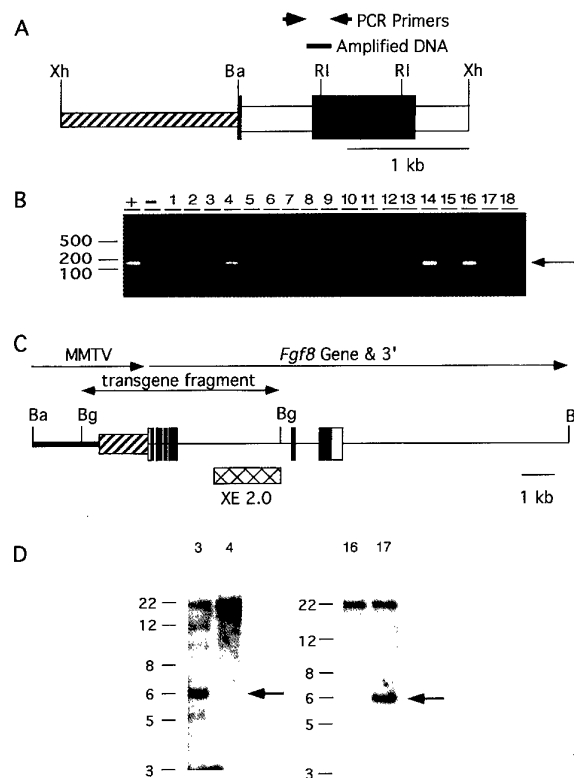 A
PCR Primers
Amplified DNA
Xh Ba RI RI Xh
1 kb
B
+ − 1 2 3 4 5 6 7 8 9 10 11 12 13 14 15 16 17 18
500
200
100
C
MMTV Fgf8 Gene & 3'
transgene fragment
Ba Bg Bg B
XE 2.0
1 kb
D
3 4 16 17
22 22
12 12
8 8
6 6
5 5
3 3